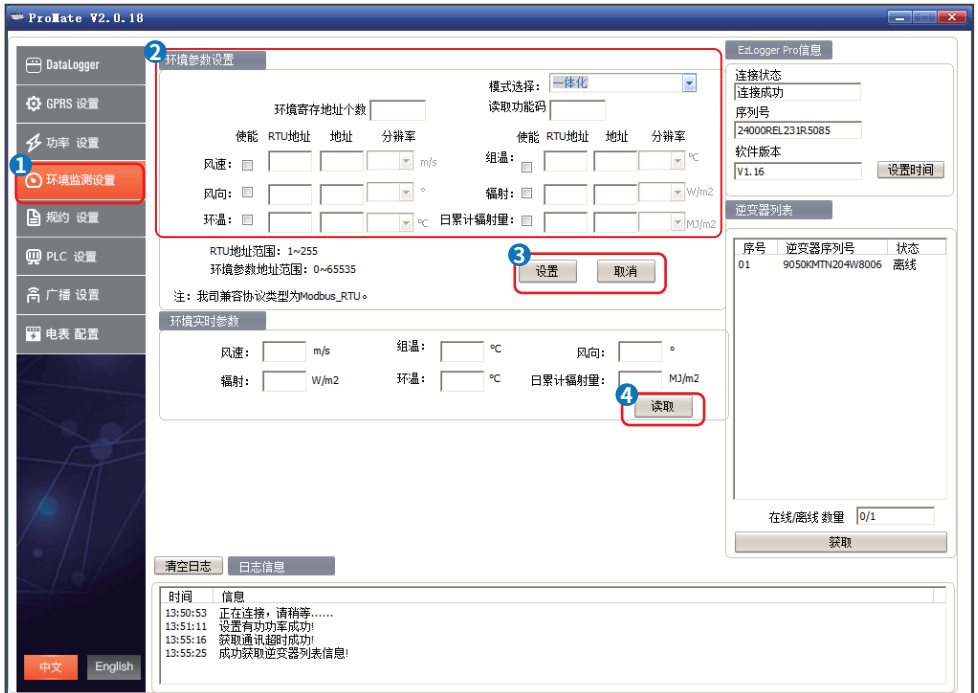 ProMate V2.0.18
DataLogger
GPRS 设置
功率 设置
1
环境监测设置
规约 设置
PLC 设置
广播 设置
电表 配置
中文 English
2
环境参数设置
模式选择: 一体化
环境寄存地址个数 读取功能码
使能 RTU地址 地址 分辨率 使能 RTU地址 地址 分辨率
风速: m/s 组温: ℃
风向: ° 辐射: W/m2
环温: ℃ 日累计辐射量: MJ/m2
RTU地址范围: 1~255
环境参数地址范围: 0~65535
3
设置 取消
注: 我司兼容协议类型为Modbus_RTU。
环境实时参数
风速: m/s 组温: ℃ 风向: °
辐射: W/m2 环温: ℃ 日累计辐射量: MJ/m2
4
读取
清空日志 日志信息
时间 信息
13:50:53 正在连接，请稍等......
13:51:11 设置有功功率成功!
13:55:16 获取通讯超时成功!
13:55:25 成功获取逆变器列表信息!
EzLogger Pro信息
连接状态
连接成功
序列号
24000REL231R5085
软件版本
V1.16 设置时间
逆变器列表
序号 逆变器序列号 状态
01 9050KMTN204W8006 离线
在线/离线 数量 0/1
获取